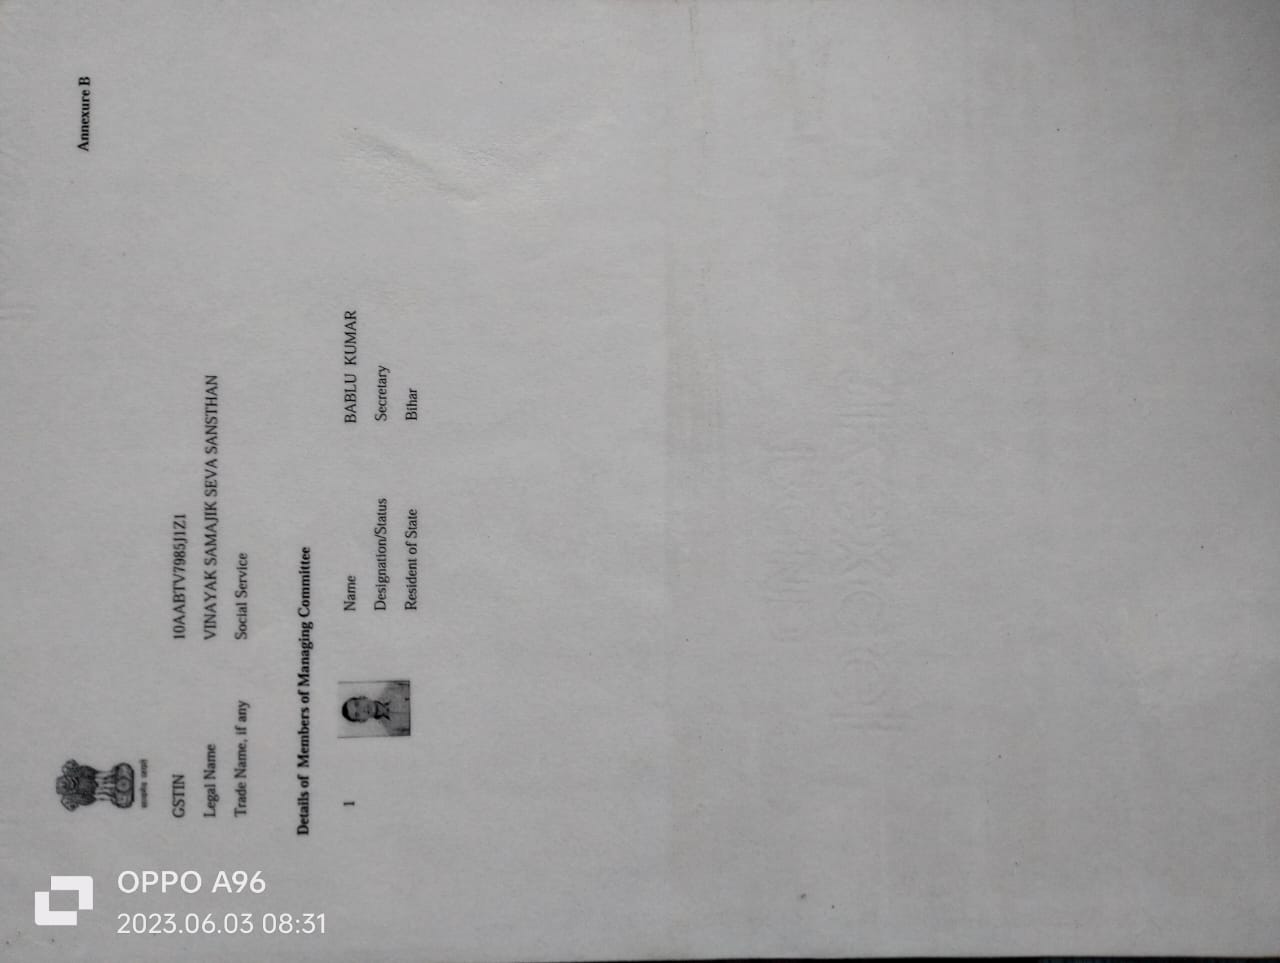 Annexure B
सत्यमेव जयते
GSTIN 10AABTV7985J1Z1
Legal Name VINAYAK SAMAJIK SEVA SANSTHAN
Trade Name, if any Social Service
Details of Members of Managing Committee
1 Name BABLU KUMAR
Designation/Status Secretary
Resident of State Bihar
OPPO A96
2023.06.03 08:31